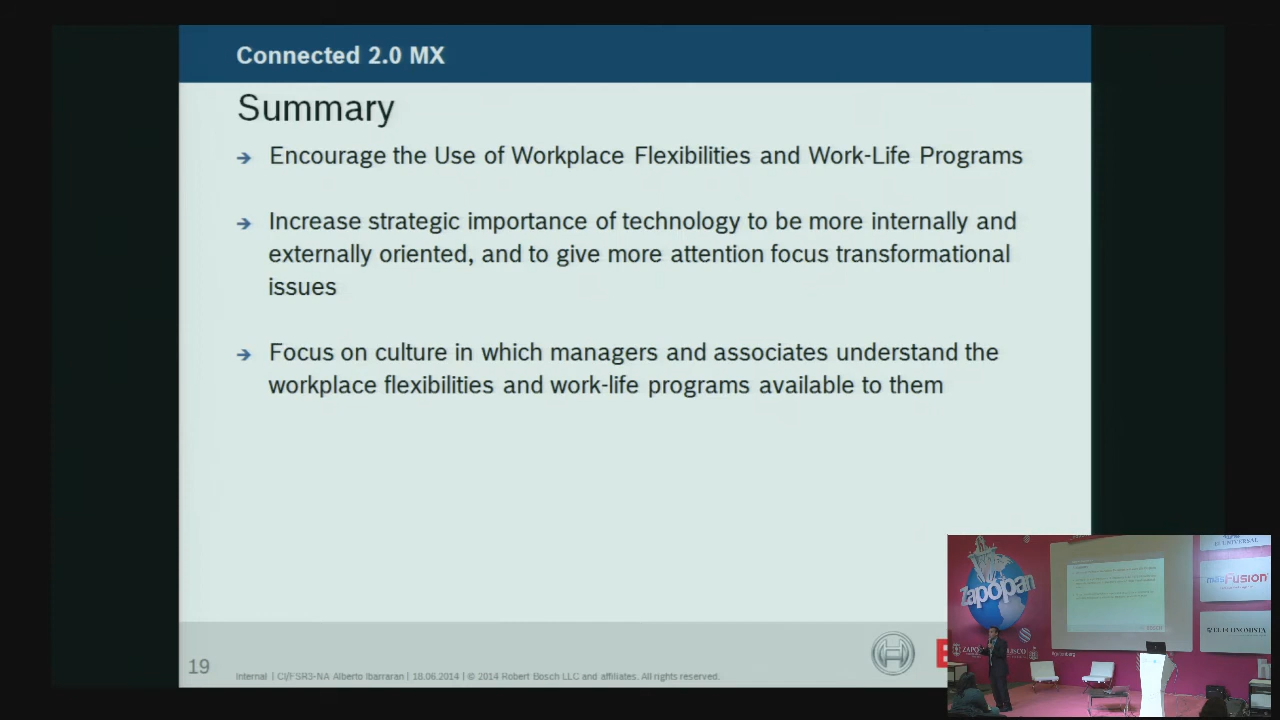 Connected 2.0 MX
Summary
→ Encourage the Use of Workplace Flexibilities and Work-Life Programs
→ Increase strategic importance of technology to be more internally and
externally oriented, and to give more attention focus transformational
issues
→ Focus on culture in which managers and associates understand the
workplace flexibilities and work-life programs available to them
19
Internal | CI/FSR3-NA Alberto Ibarraran | 18.06.2014 | © 2014 Robert Bosch LLC and affiliates. All rights reserved.
B
Zapopan
EL UNIVERSAL
másFusión
EL ECONOMISTA